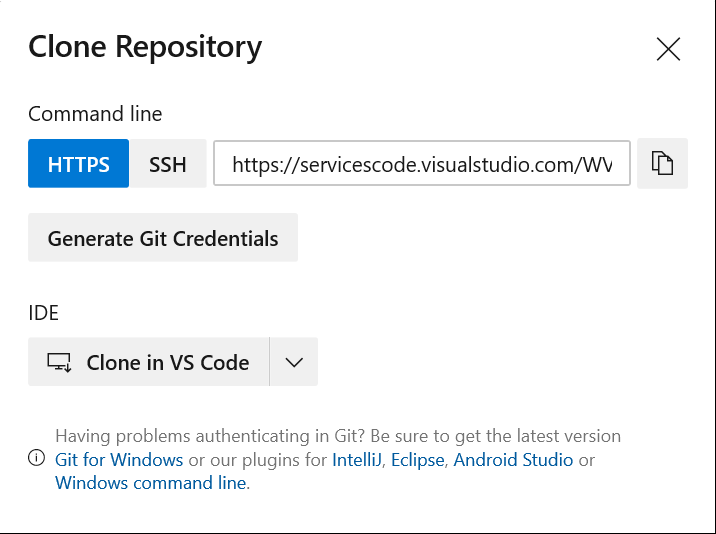 Clone Repository
Command line
HTTPS SSH https://servicescode.visualstudio.com/WV
Generate Git Credentials
IDE
Clone in VS Code
Having problems authenticating in Git? Be sure to get the latest version
Git for Windows or our plugins for IntelliJ, Eclipse, Android Studio or
Windows command line.